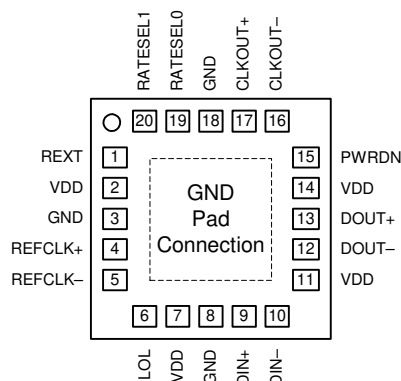 RATESEL1
RATESEL0
GND
CLKOUT+
CLKOUT–
20 19 18 17 16
REXT 1
VDD 2
GND 3
REFCLK+ 4
REFCLK– 5
GND
Pad
Connection
15 PWRDN
14 VDD
13 DOUT+
12 DOUT–
11 VDD
6 7 8 9 10
LOL
VDD
GND
DIN+
DIN–